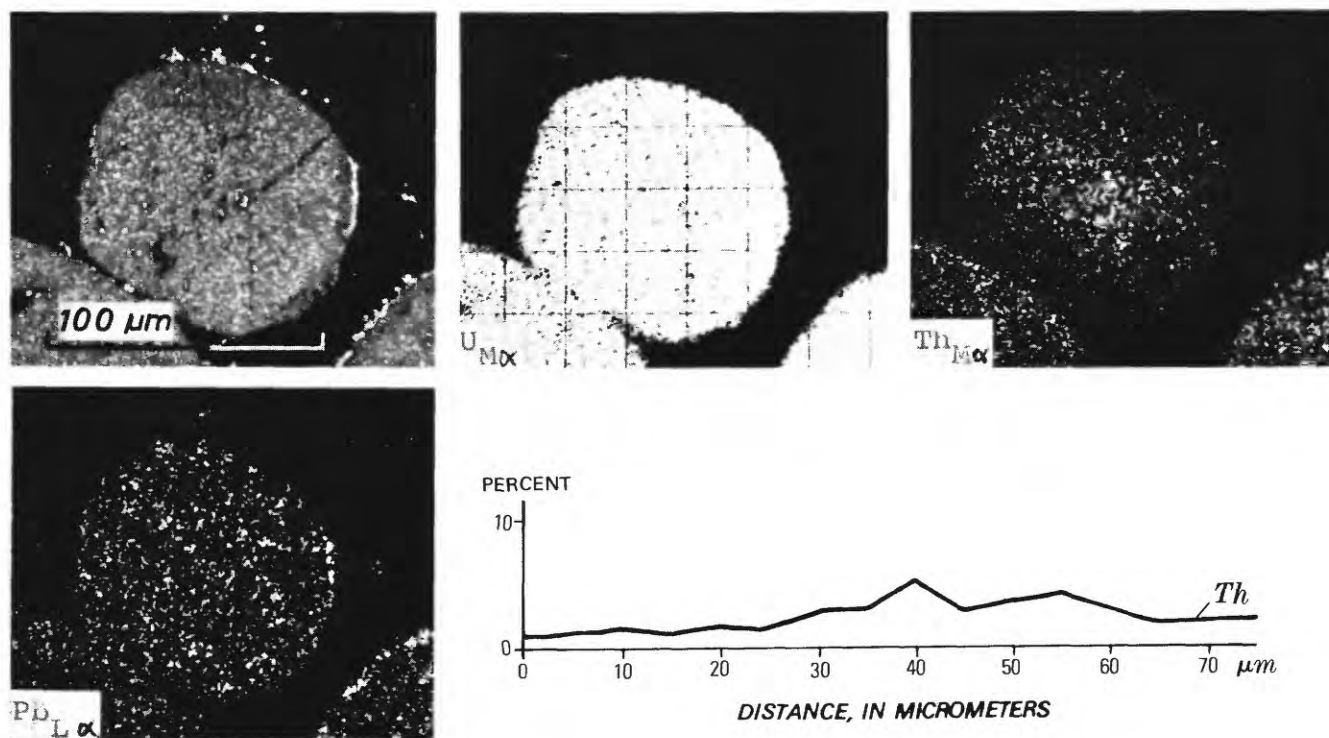 100 µm
U Mα
Th Mα
Pb L α
PERCENT
10
Th
0
0 10 20 30 40 50 60 70 µm
DISTANCE, IN MICROMETERS